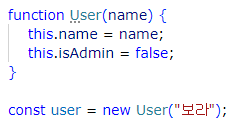 function User(name) {
    this.name = name;
    this.isAdmin = false;
}

const user = new User("보라");